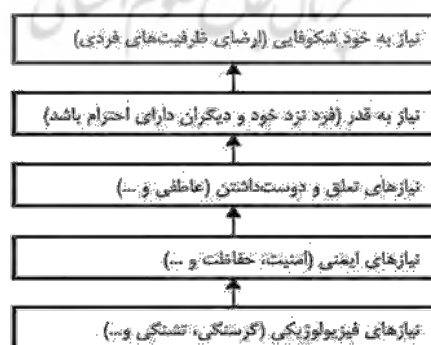 نیاز به خود شکوفایی (ارضای ظرفیت‌های فردی)
نیاز به قدر (فرد نزد خود و دیگران دارای احترام باشد)
نیازهای تعلق و دوست‌داشتن (عاطفی و ...)
نیازهای ایمنی (امنیت، حفاظت و ...)
نیازهای فیزیولوژیکی (گرسنگی، تشنگی و...)